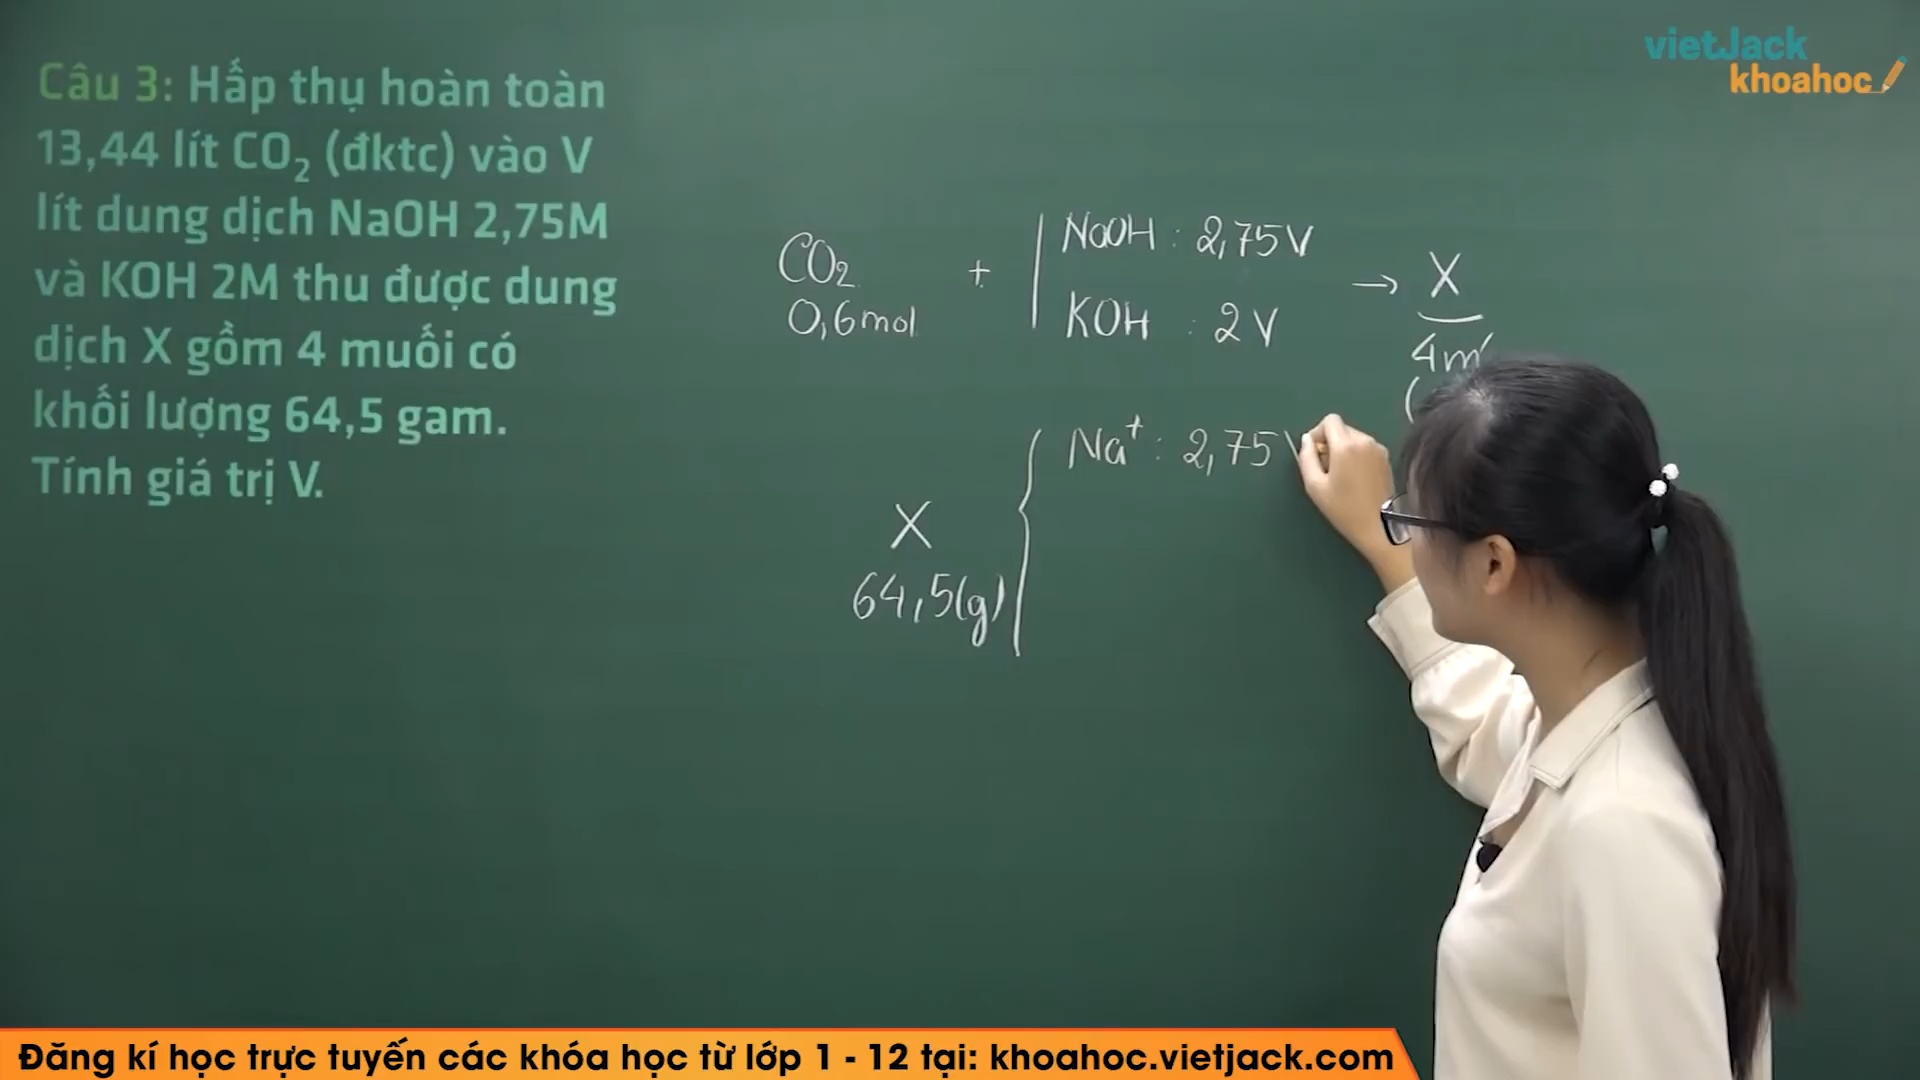 vietJack
khoahoc
Câu 3: Hấp thụ hoàn toàn
13,44 lít CO₂ (đktc) vào V
lít dung dịch NaOH 2,75M
và KOH 2M thu được dung
dịch X gồm 4 muối có
khối lượng 64,5 gam.
Tính giá trị V.
CO₂ + NaOH : 2,75V → X
0,6mol KOH : 2V 4m
Na⁺ : 2,75
X
64,5(g)
Đăng kí học trực tuyến các khóa học từ lớp 1 - 12 tại: khoahoc.vietjack.com